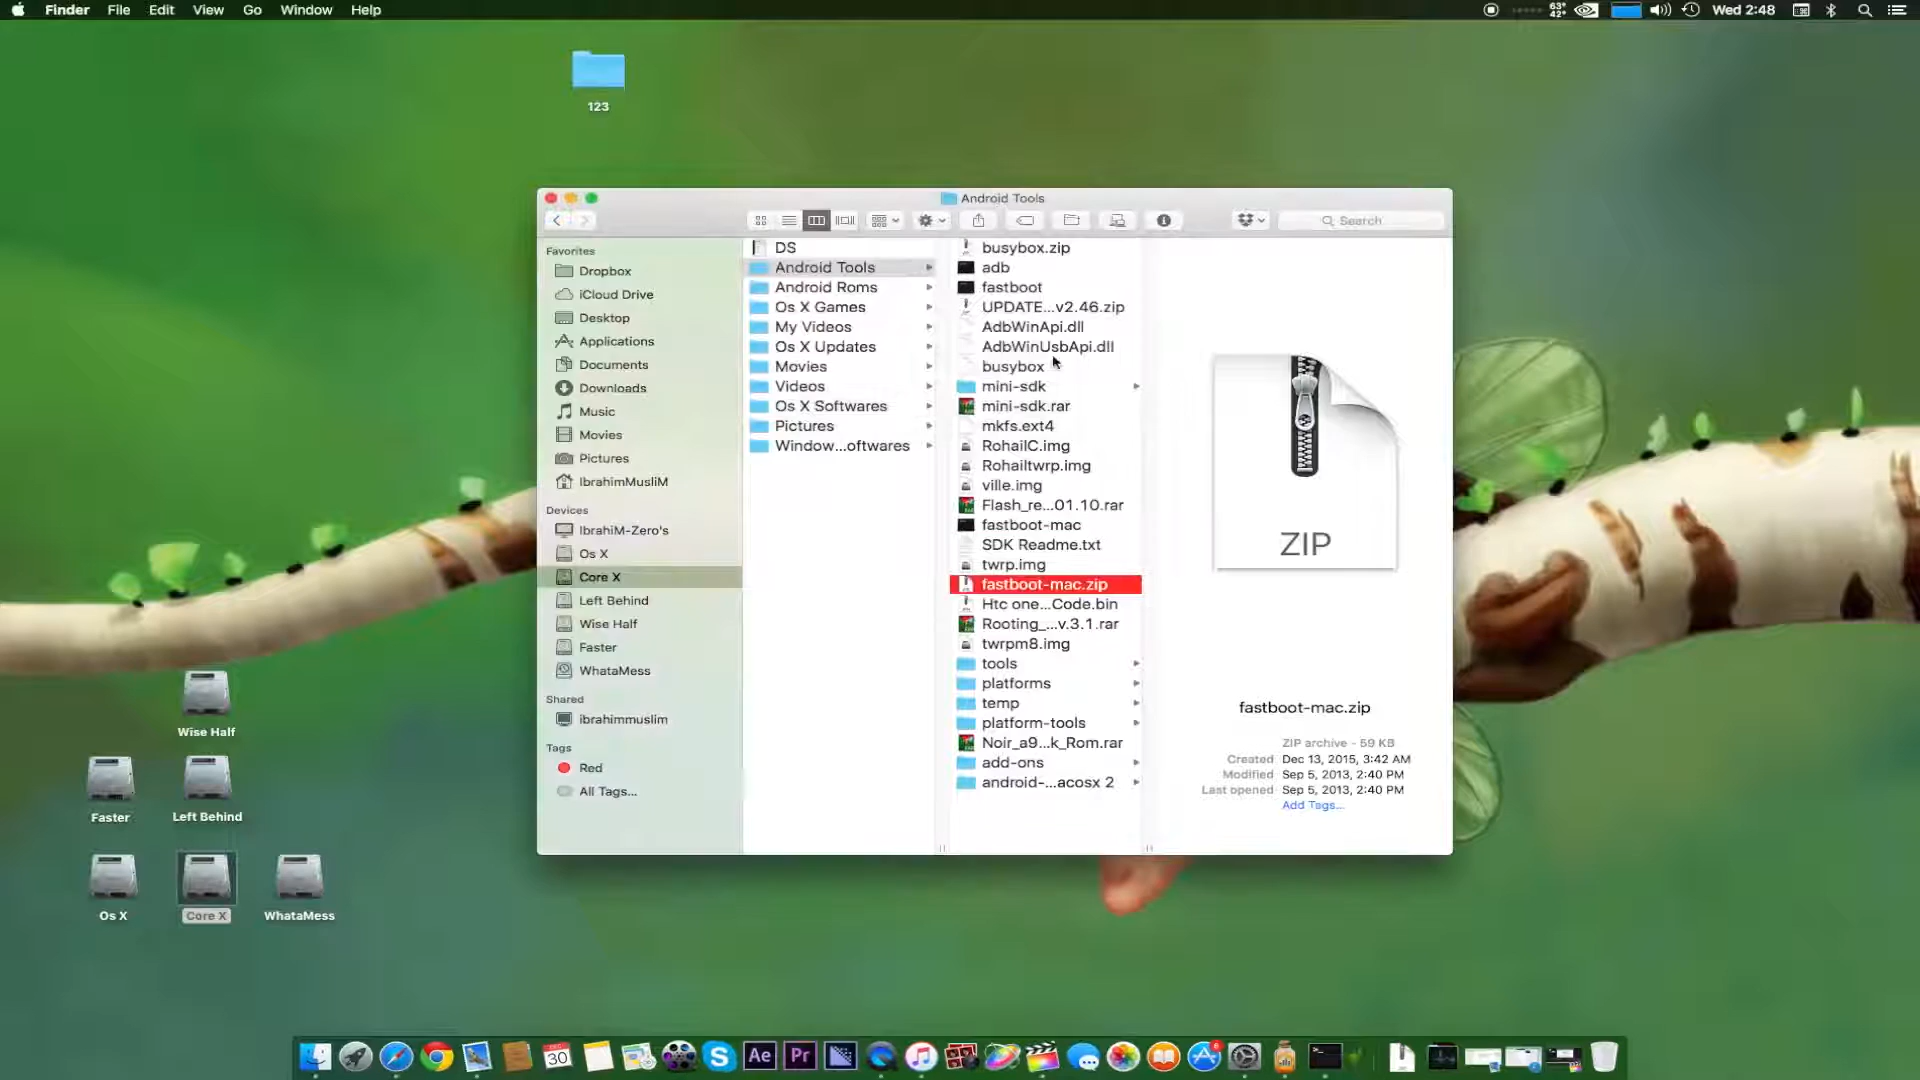 Finder File Edit View Go Window Help
63°
42°
Wed 2:48
123
Android Tools
Search
Favorites
Dropbox
iCloud Drive
Desktop
Applications
Documents
Downloads
Music
Movies
Pictures
IbrahimMusliM
Devices
IbrahiM-Zero's
Os X
Core X
Left Behind
Wise Half
Faster
WhataMess
Shared
ibrahimmuslim
Tags
Red
All Tags...
DS
Android Tools
Android Roms
Os X Games
My Videos
Os X Updates
Movies
Videos
Os X Softwares
Pictures
Window...oftwares
busybox.zip
adb
fastboot
UPDATE...v2.46.zip
AdbWinApi.dll
AdbWinUsbApi.dll
busybox
mini-sdk
mini-sdk.rar
mkfs.ext4
RohailC.img
Rohailtwrp.img
ville.img
Flash_re...01.10.rar
fastboot-mac
SDK Readme.txt
twrp.img
fastboot-mac.zip
Htc one...Code.bin
Rooting_...v.3.1.rar
twrpm8.img
tools
platforms
temp
platform-tools
Noir_a9...k_Rom.rar
add-ons
android-...acosx 2
ZIP
fastboot-mac.zip
ZIP archive - 59 KB
Created Dec 13, 2015, 3:42 AM
Modified Sep 5, 2013, 2:40 PM
Last opened Sep 5, 2013, 2:40 PM
Add Tags...
Wise Half
Faster
Left Behind
Os X
Core X
WhataMess
30
Ae
Pr